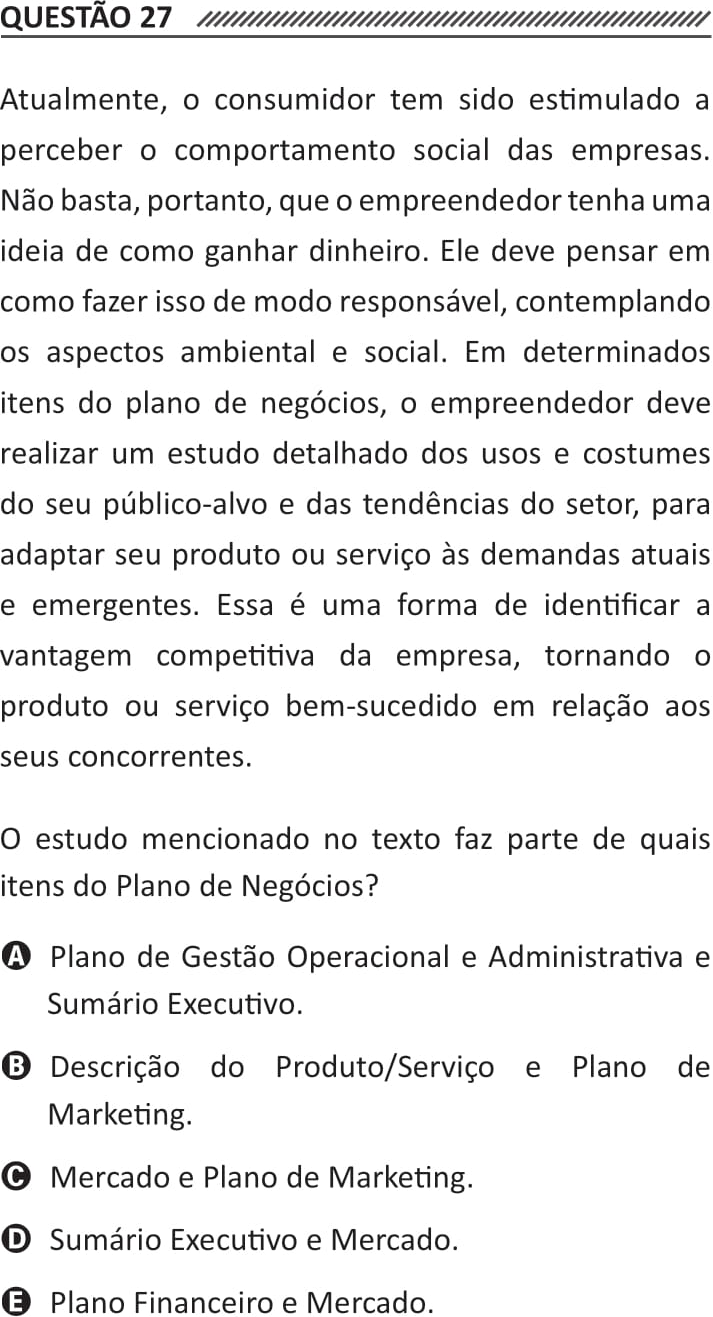 QUESTÃO 27
Atualmente, o consumidor tem sido estimulado a
perceber o comportamento social das empresas.
Não basta, portanto, que o empreendedor tenha uma
ideia de como ganhar dinheiro. Ele deve pensar em
como fazer isso de modo responsável, contemplando
os aspectos ambiental e social. Em determinados
itens do plano de negócios, o empreendedor deve
realizar um estudo detalhado dos usos e costumes
do seu público-alvo e das tendências do setor, para
adaptar seu produto ou serviço às demandas atuais
e emergentes. Essa é uma forma de identificar a
vantagem competitiva da empresa, tornando o
produto ou serviço bem-sucedido em relação aos
seus concorrentes.
O estudo mencionado no texto faz parte de quais
itens do Plano de Negócios?
A Plano de Gestão Operacional e Administrativa e
Sumário Executivo.
B Descrição do Produto/Serviço e Plano de
Marketing.
C Mercado e Plano de Marketing.
D Sumário Executivo e Mercado.
E Plano Financeiro e Mercado.